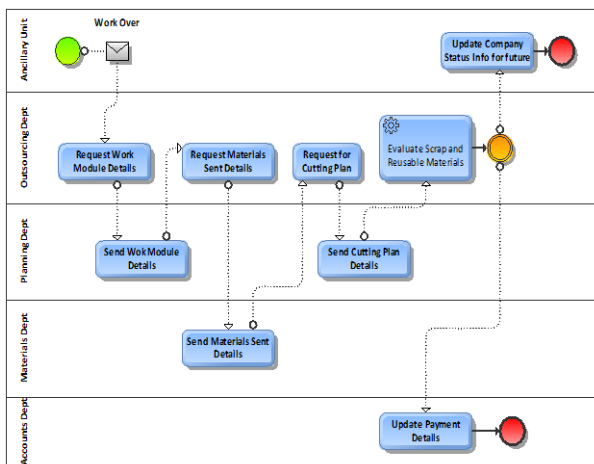 Ancillary Unit
Work Over
Update Company
Status Info for future
Outsourcing Dept
Request Work
Module Details
Request Materials
Sent Details
Request for
Cutting Plan
Evaluate Scrap and
Reusable Materials
Planning Dept
Send Wok Module
Details
Send Cutting Plan
Details
Materials Dept
Send Materials Sent
Details
Accounts Dept
Update Payment
Details